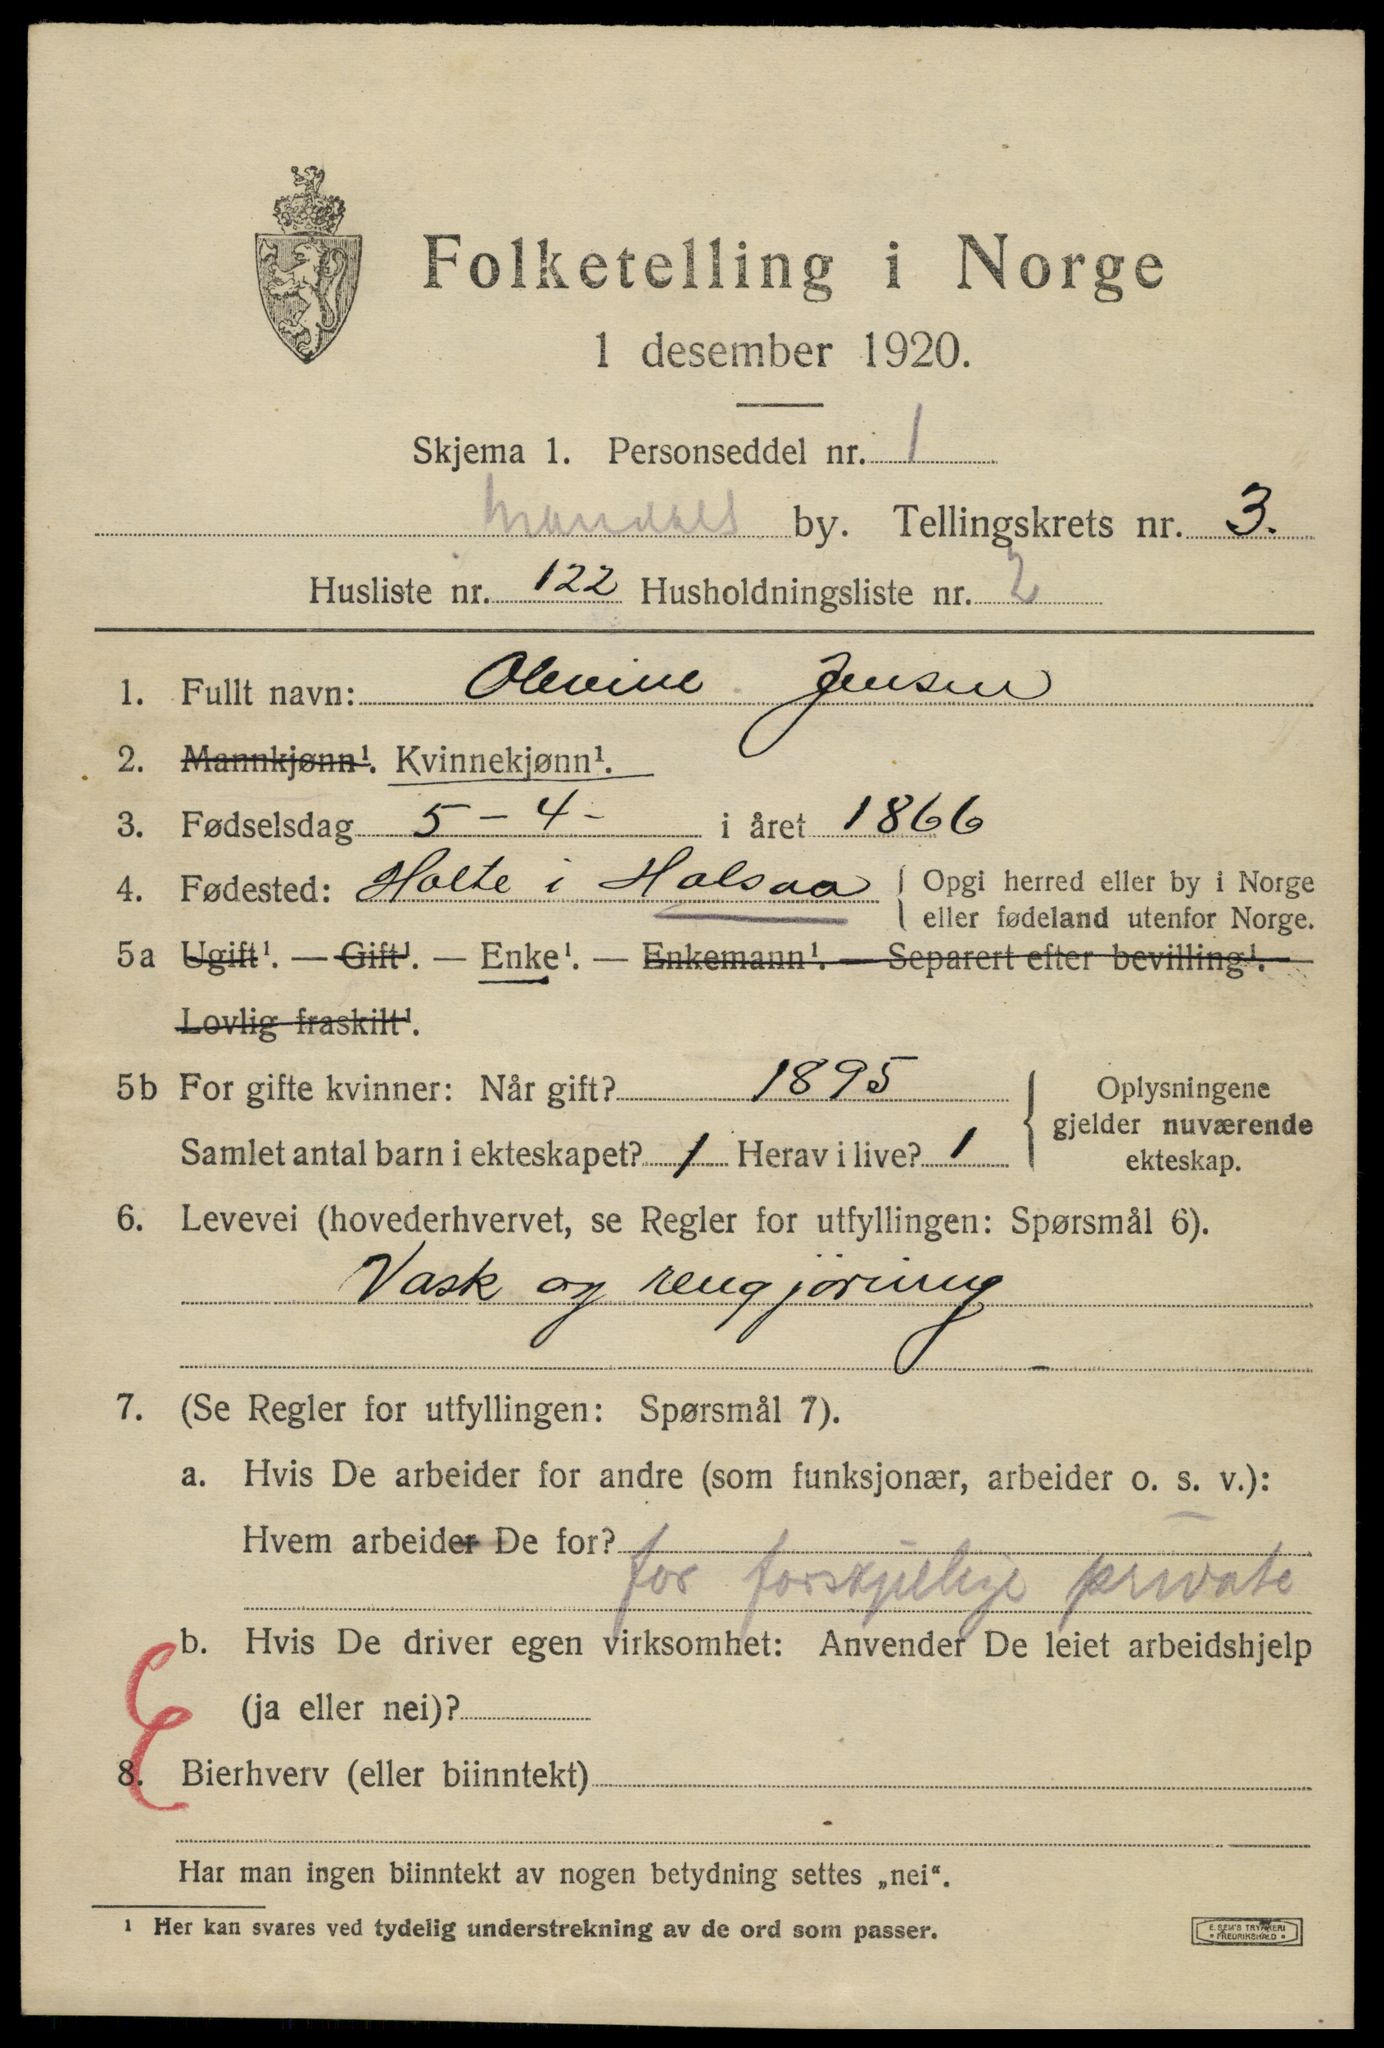 Folketelling i Norge
1 desember 1920.
Skjema 1. Personseddel nr. 1
Mandals by. Tellingskrets nr. 3.
Husliste nr. 122 Husholdningsliste nr. 2
1. Fullt navn: Olevine Jensen
2. Mannkjønn¹. Kvinnekjønn¹.
3. Fødselsdag 5 - 4 - i året 1866
4. Fødested: Holte i Halsaa { Opgi herred eller by i Norge
eller fødeland utenfor Norge.
5a Ugift¹. — Gift¹. — Enke¹. — Enkemann¹. — Separert efter bevilling¹. —
Lovlig fraskilt¹.
5b For gifte kvinner: Når gift? 1895
Samlet antal barn i ekteskapet? 1 Herav i live? 1
{ Oplysningene
gjelder nuværende
ekteskap.
6. Levevei (hovederhvervet, se Regler for utfyllingen: Spørsmål 6).
Vask og rengjøring
7. (Se Regler for utfyllingen: Spørsmål 7).
a. Hvis De arbeider for andre (som funksjonær, arbeider o. s. v.):
Hvem arbeider De for?
for forskjellige private
b. Hvis De driver egen virksomhet: Anvender De leiet arbeidshjelp
(ja eller nei)?
8. Bierhverv (eller biinntekt)
Har man ingen biinntekt av nogen betydning settes „nei“.
¹ Her kan svares ved tydelig understrekning av de ord som passer.
E. SEM'S TRYKKERI
* FREDRIKSHALD *